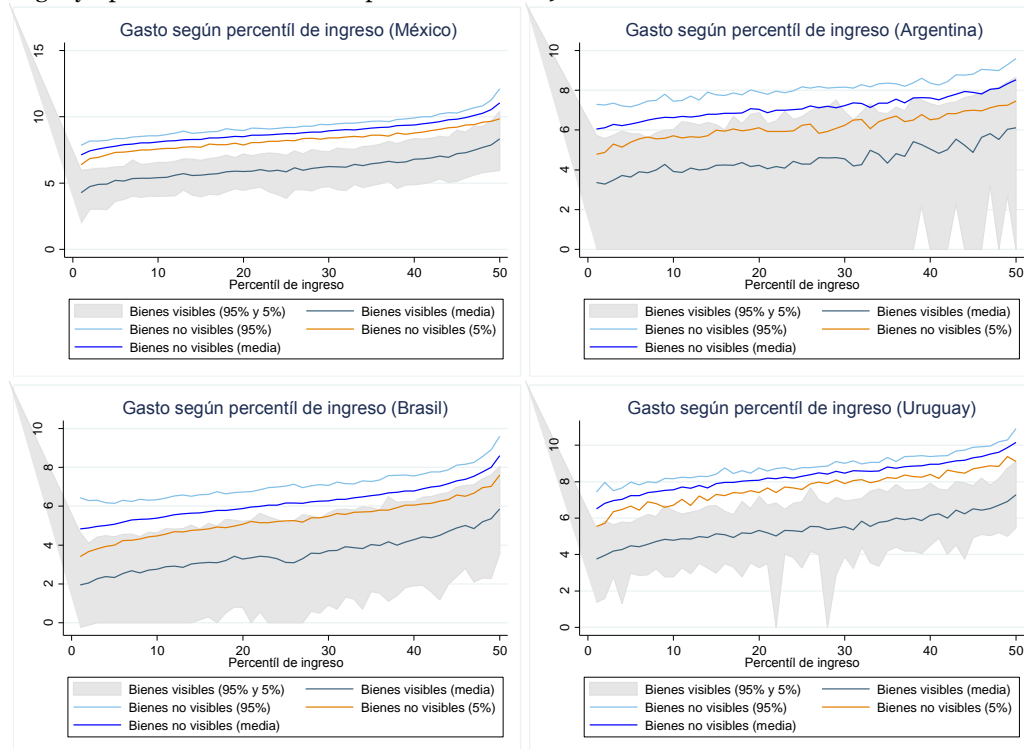 Gasto según percentíl de ingreso (México)
15
10
5
0
0 10 20 30 40 50
Percentíl de ingreso
Bienes visibles (95% y 5%) Bienes visibles (media)
Bienes no visibles (95%) Bienes no visibles (5%)
Bienes no visibles (media)
Gasto según percentíl de ingreso (Argentina)
10
8
6
4
2
0
0 10 20 30 40 50
Percentíl de ingreso
Bienes visibles (95% y 5%) Bienes visibles (media)
Bienes no visibles (95%) Bienes no visibles (5%)
Bienes no visibles (media)
Gasto según percentíl de ingreso (Brasil)
10
8
6
4
2
0
0 10 20 30 40 50
Percentíl de ingreso
Bienes visibles (95% y 5%) Bienes visibles (media)
Bienes no visibles (95%) Bienes no visibles (5%)
Bienes no visibles (media)
Gasto según percentíl de ingreso (Uruguay)
10
8
6
4
2
0
0 10 20 30 40 50
Percentíl de ingreso
Bienes visibles (95% y 5%) Bienes visibles (media)
Bienes no visibles (95%) Bienes no visibles (5%)
Bienes no visibles (media)